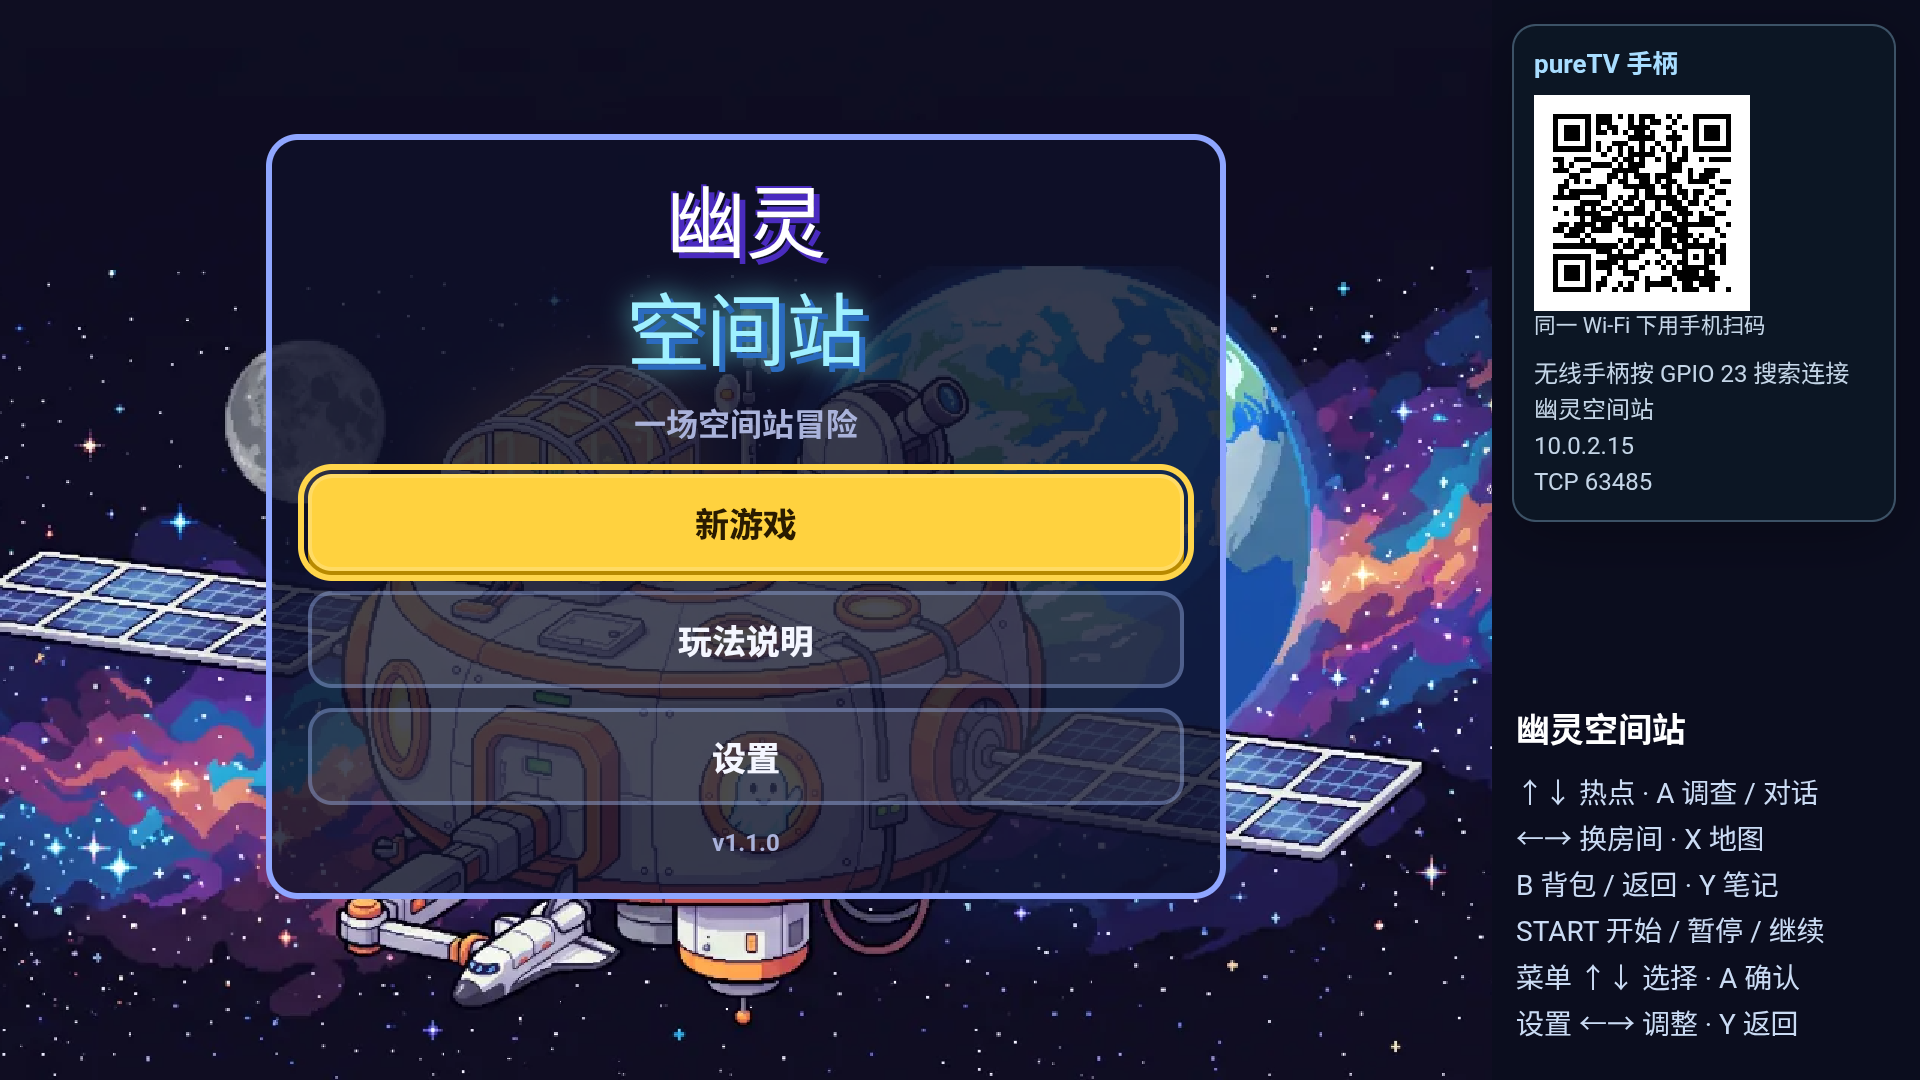 幽灵
空间站
一场空间站冒险
新游戏
玩法说明
设置
v1.1.0
pureTV 手柄
同一 Wi-Fi 下用手机扫码
无线手柄按 GPIO 23 搜索连接
幽灵空间站
10.0.2.15
TCP 63485
幽灵空间站
↑↓ 热点 · A 调查 / 对话
←→ 换房间 · X 地图
B 背包 / 返回 · Y 笔记
START 开始 / 暂停 / 继续
菜单 ↑↓ 选择 · A 确认
设置 ←→ 调整 · Y 返回